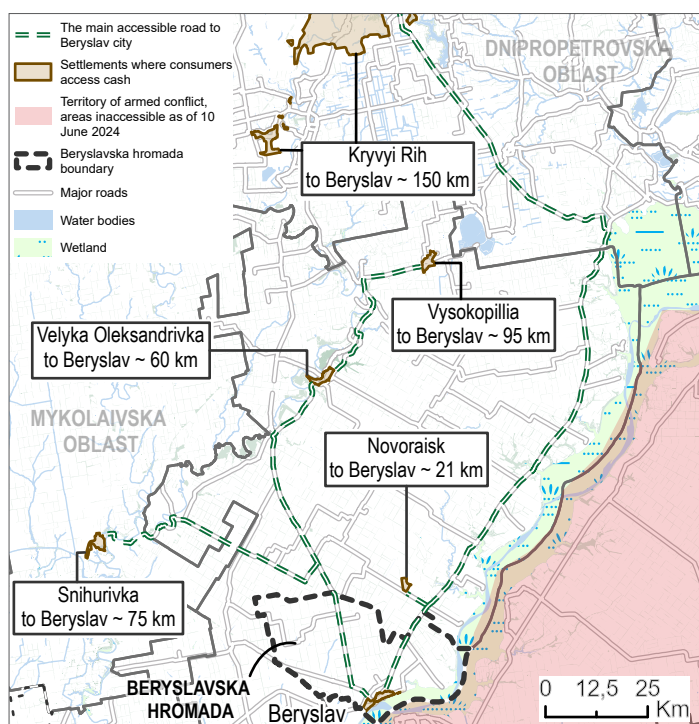 The main accessible road to
Beryslav city
Settlements where consumers
access cash
Territory of armed conflict,
areas inaccessible as of 10
June 2024
Beryslavska hromada
boundary
Major roads
Water bodies
Wetland
DNIPROPETROVSKA
OBLAST
Kryvyi Rih
to Beryslav ~ 150 km
Vysokopillia
to Beryslav ~ 95 km
Velyka Oleksandrivka
to Beryslav ~ 60 km
MYKOLAIVSKA
OBLAST
Novoraisk
to Beryslav ~ 21 km
Snihurivka
to Beryslav ~ 75 km
BERYSLAVSKA
HROMADA
Beryslav
0 12,5 25
Km